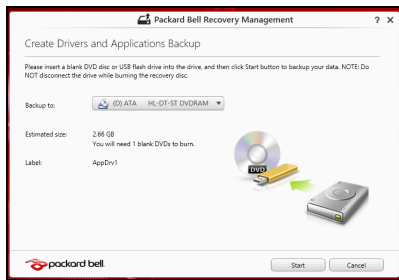 Packard Bell Recovery Management
? X
Create Drivers and Applications Backup
Please insert a blank DVD disc or USB flash drive into the drive, and then click Start button to backup your data. NOTE: Do
NOT disconnect the drive while burning the recovery disc.
Backup to: (D) ATA HL-DT-ST DVDRAM
Estimated size: 2.66 GB
You will need 1 blank DVDs to burn.
Label: AppDrv1
DVD
packard bell
Start Cancel